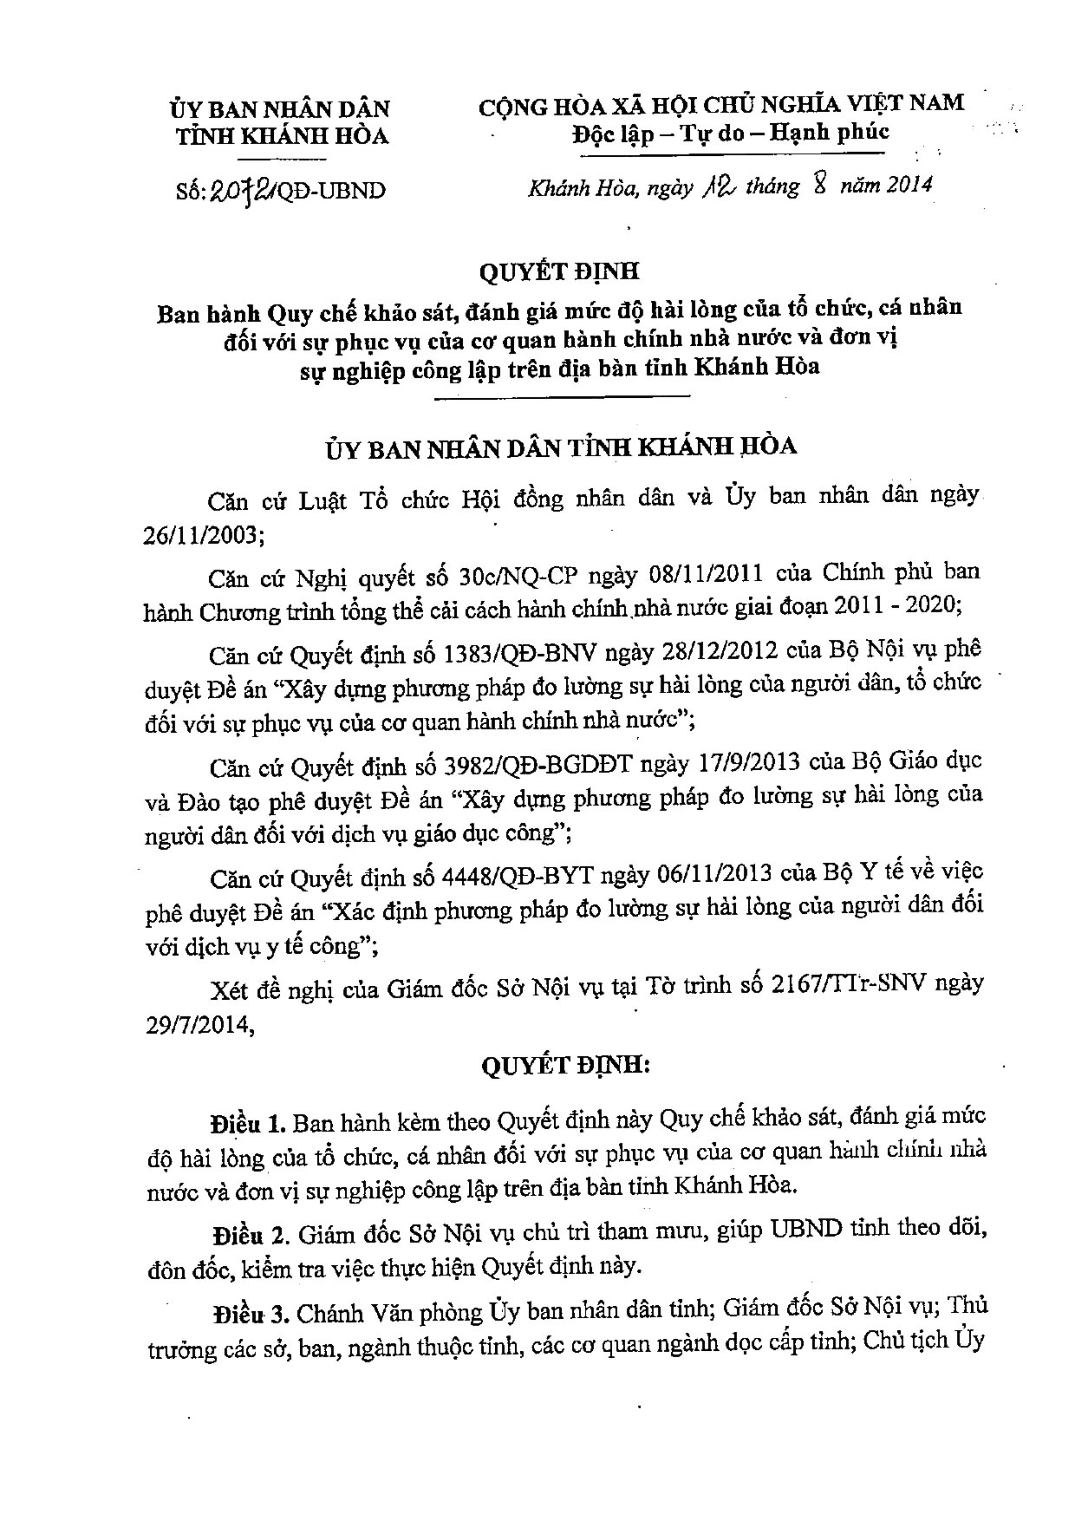 ỦY BAN NHÂN DÂN
TỈNH KHÁNH HÒA
Số: 2072/QĐ-UBND
CỘNG HÒA XÃ HỘI CHỦ NGHĨA VIỆT NAM
Độc lập – Tự do – Hạnh phúc
Khánh Hòa, ngày 12 tháng 8 năm 2014
QUYẾT ĐỊNH
Ban hành Quy chế khảo sát, đánh giá mức độ hài lòng của tổ chức, cá nhân
đối với sự phục vụ của cơ quan hành chính nhà nước và đơn vị
sự nghiệp công lập trên địa bàn tỉnh Khánh Hòa
ỦY BAN NHÂN DÂN TỈNH KHÁNH HÒA
Căn cứ Luật Tổ chức Hội đồng nhân dân và Ủy ban nhân dân ngày
26/11/2003;
Căn cứ Nghị quyết số 30c/NQ-CP ngày 08/11/2011 của Chính phủ ban
hành Chương trình tổng thể cải cách hành chính nhà nước giai đoạn 2011 - 2020;
Căn cứ Quyết định số 1383/QĐ-BNV ngày 28/12/2012 của Bộ Nội vụ phê
duyệt Đề án “Xây dựng phương pháp đo lường sự hài lòng của người dân, tổ chức
đối với sự phục vụ của cơ quan hành chính nhà nước”;
Căn cứ Quyết định số 3982/QĐ-BGDĐT ngày 17/9/2013 của Bộ Giáo dục
và Đào tạo phê duyệt Đề án “Xây dựng phương pháp đo lường sự hài lòng của
người dân đối với dịch vụ giáo dục công”;
Căn cứ Quyết định số 4448/QĐ-BYT ngày 06/11/2013 của Bộ Y tế về việc
phê duyệt Đề án “Xác định phương pháp đo lường sự hài lòng của người dân đối
với dịch vụ y tế công”;
Xét đề nghị của Giám đốc Sở Nội vụ tại Tờ trình số 2167/TTr-SNV ngày
29/7/2014,
QUYẾT ĐỊNH:
Điều 1. Ban hành kèm theo Quyết định này Quy chế khảo sát, đánh giá mức
độ hài lòng của tổ chức, cá nhân đối với sự phục vụ của cơ quan hành chính nhà
nước và đơn vị sự nghiệp công lập trên địa bàn tỉnh Khánh Hòa.
Điều 2. Giám đốc Sở Nội vụ chủ trì tham mưu, giúp UBND tỉnh theo dõi,
đôn đốc, kiểm tra việc thực hiện Quyết định này.
Điều 3. Chánh Văn phòng Ủy ban nhân dân tỉnh; Giám đốc Sở Nội vụ; Thủ
trưởng các sở, ban, ngành thuộc tỉnh, các cơ quan ngành dọc cấp tỉnh; Chủ tịch Ủy